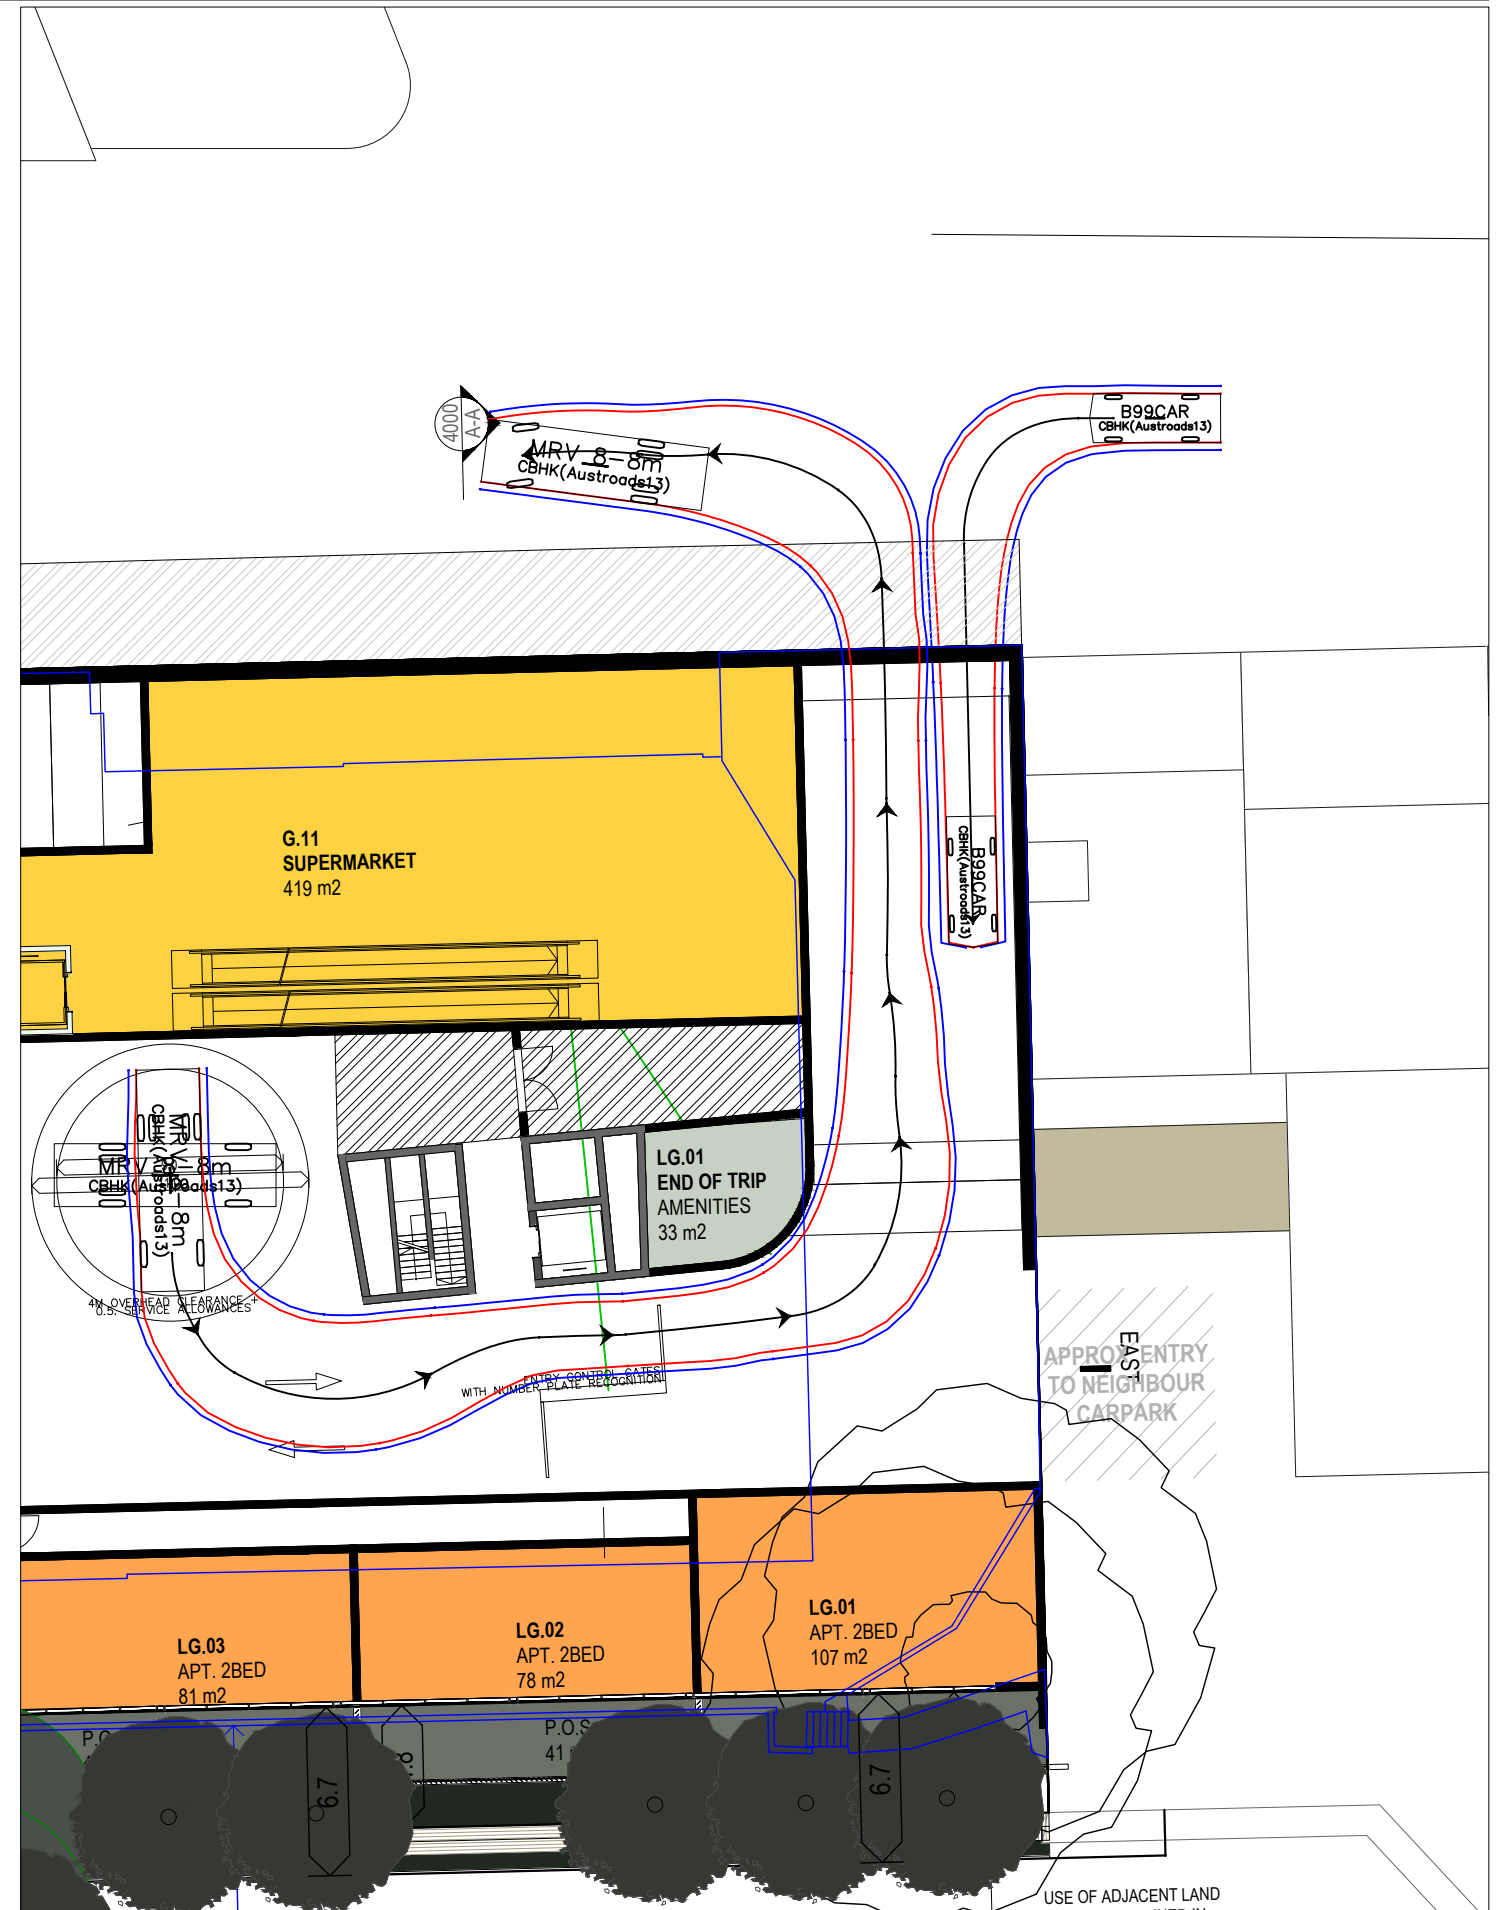 4000
A-A
MRV 8-8m
CBHK(Austroads13)
B99CAR
CBHK(Austroads13)
B99CAR
CBHK(Austroads13)
G.11
SUPERMARKET
419 m2
MRV 8-8m
CBHK(Austroads13)
MRV 8-8m
CBHK(Austroads13)
LG.01
END OF TRIP
AMENITIES
33 m2
4M OVERHEAD CLEARANCE +
O.S. SERVICE ALLOWANCES
ENTRY CONTROL GATES
WITH NUMBER PLATE RECOGNITION
EAST
APPROX ENTRY
TO NEIGHBOUR
CARPARK
LG.03
APT. 2BED
81 m2
LG.02
APT. 2BED
78 m2
LG.01
APT. 2BED
107 m2
P.O.S
41
6.7
6.7
USE OF ADJACENT LAND